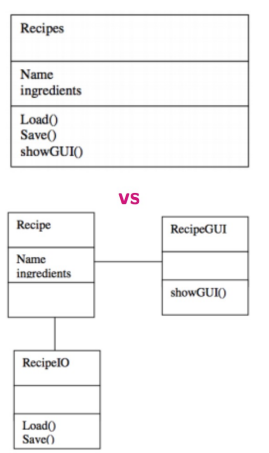 Recipes
Name
ingredients
Load()
Save()
showGUI()
vs
Recipe
Name
ingredients
RecipeGUI
showGUI()
RecipeIO
Load()
Save()